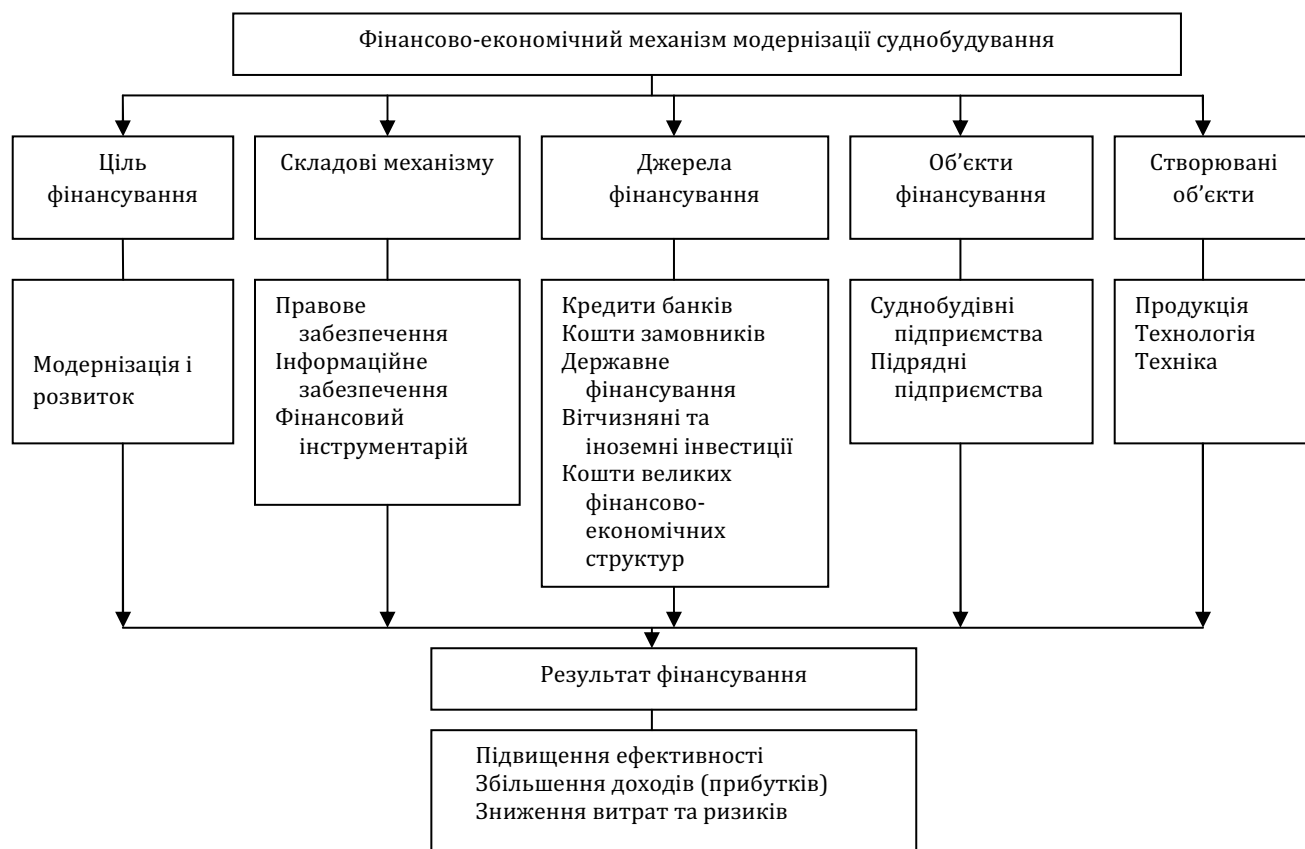 Фінансово-економічний механізм модернізації суднобудування
Ціль
фінансування
Складові механізму
Джерела
фінансування
Об’єкти
фінансування
Створювані
об’єкти
Модернізація і
розвиток
Правове
забезпечення
Інформаційне
забезпечення
Фінансовий
інструментарій
Кредити банків
Кошти замовників
Державне
фінансування
Вітчизняні та
іноземні інвестиції
Кошти великих
фінансово-
економічних
структур
Суднобудівні
підприємства
Підрядні
підприємства
Продукція
Технологія
Техніка
Результат фінансування
Підвищення ефективності
Збільшення доходів (прибутків)
Зниження витрат та ризиків